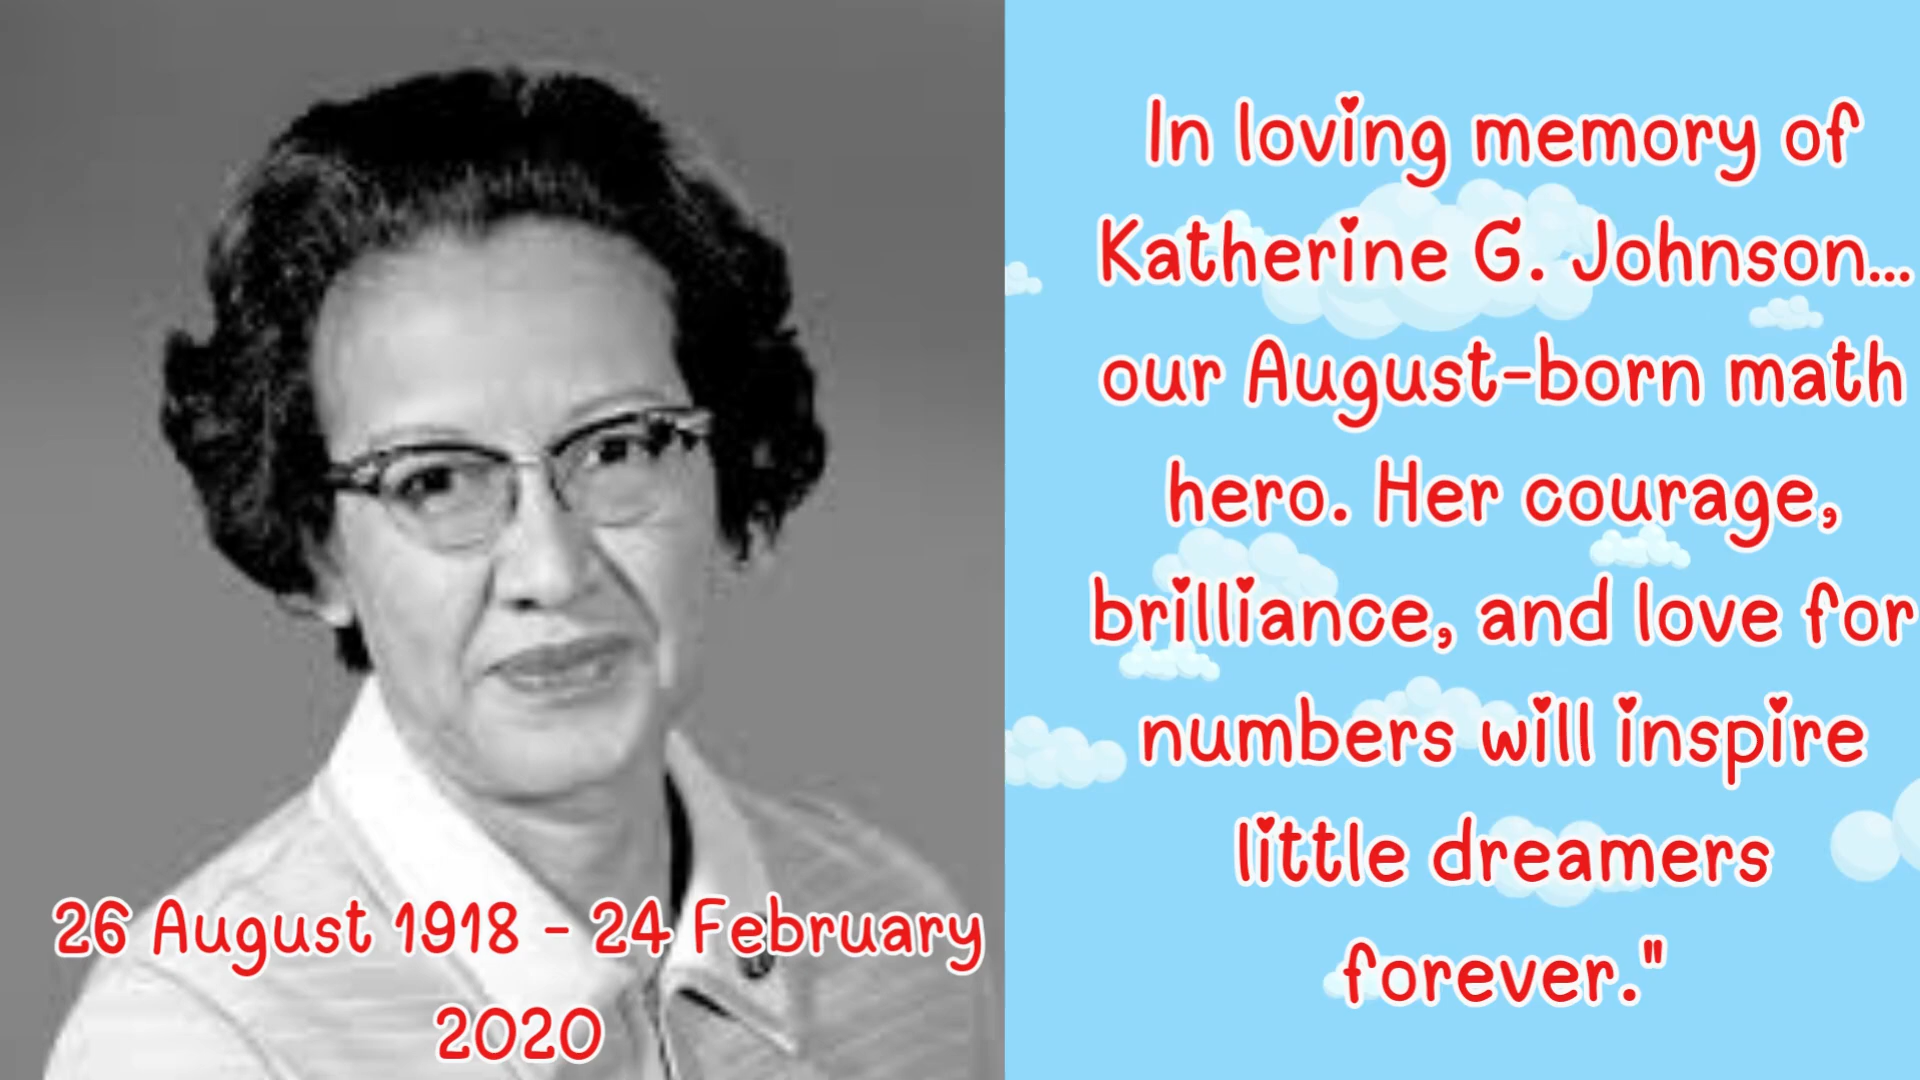 26 August 1918 - 24 February
2020
In loving memory of
Katherine G. Johnson...
our August-born math
hero. Her courage,
brilliance, and love for
numbers will inspire
little dreamers
forever."